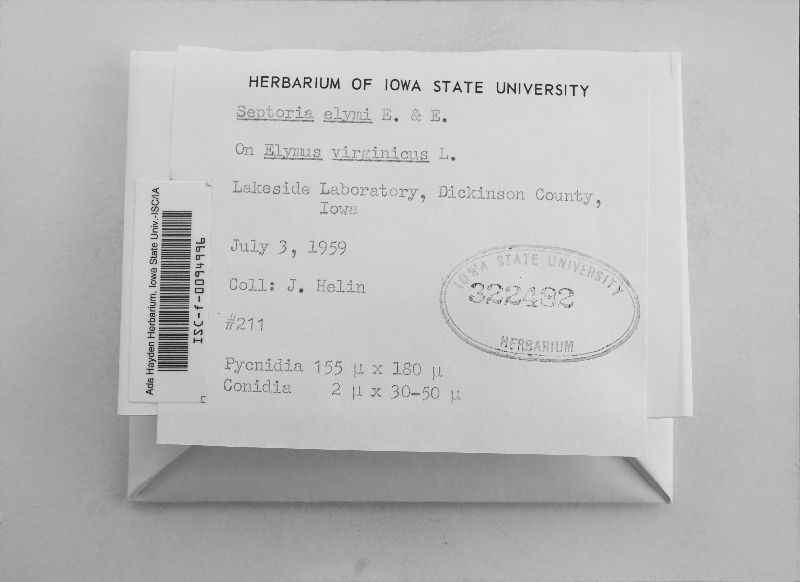 HERBARIUM OF IOWA STATE UNIVERSITY
Septoria elymi E. & E.
On Elymus virginicus L.
Lakeside Laboratory, Dickinson County,
Iowa
July 3, 1959
Coll: J. Helin
#211
Pycnidia 155 µ x 180 µ
Conidia 2 µ x 30-50 µ
IOWA STATE UNIVERSITY
322482
HERBARIUM
Ada Hayden Herbarium, Iowa State Univ.-ISC/IA
ISC-f-0094996